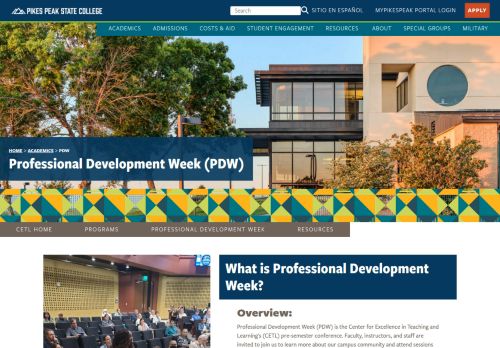 PIKES PEAK STATE COLLEGE
Search
SITIO EN ESPAÑOL
MYPIKESPEAK PORTAL LOGIN
APPLY
ACADEMICS ADMISSIONS COSTS & AID STUDENT ENGAGEMENT RESOURCES ABOUT SPECIAL GROUPS MILITARY
HOME > ACADEMICS > PDW
Professional Development Week (PDW)
CETL HOME PROGRAMS PROFESSIONAL DEVELOPMENT WEEK RESOURCES
What is Professional Development
Week?
Overview:
Professional Development Week (PDW) is the Center for Excellence in Teaching and
Learning's (CETL) pre-semester conference. Faculty, instructors, and staff are
invited to join us to learn more about our campus community and attend sessions